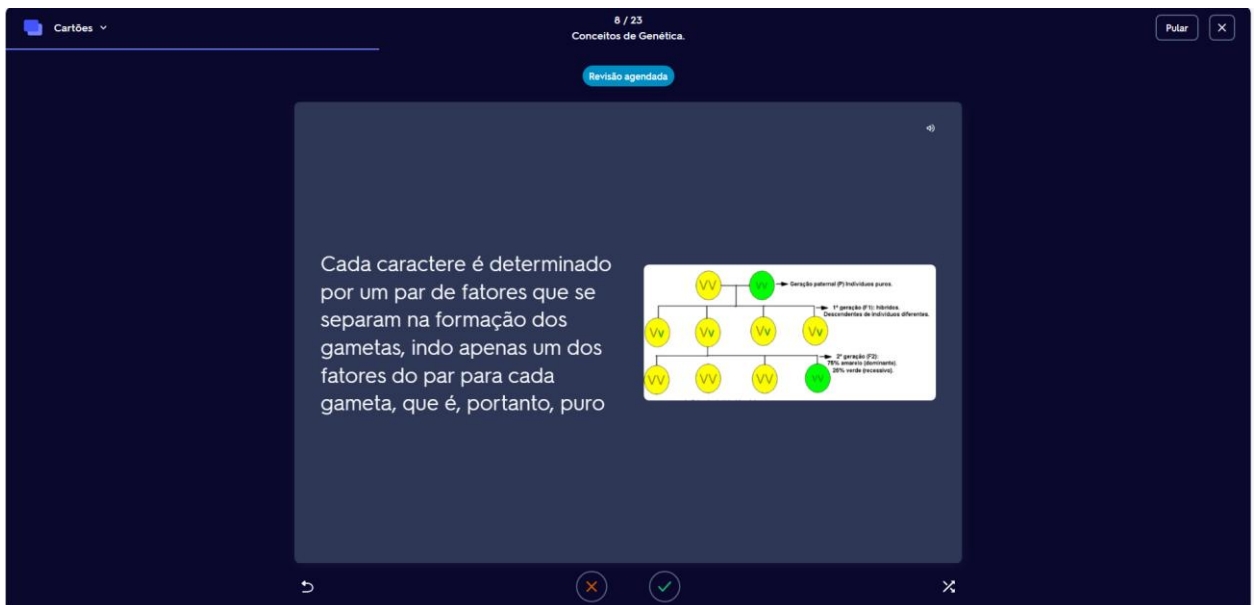 Cartões
8 / 23
Conceitos de Genética.
Pular
Revisão agendada
Cada caractere é determinado
por um par de fatores que se
separam na formação dos
gametas, indo apenas um dos
fatores do par para cada
gameta, que é, portanto, puro
VV
vv
Geração paternal (P) Indivíduos puros.
1ª geração (F1): híbridos.
Descendentes de indivíduos diferentes.
Vv
Vv
Vv
Vv
2ª geração (F2):
75% amarelo (dominante).
25% verde (recessivo).
VV
VV
VV